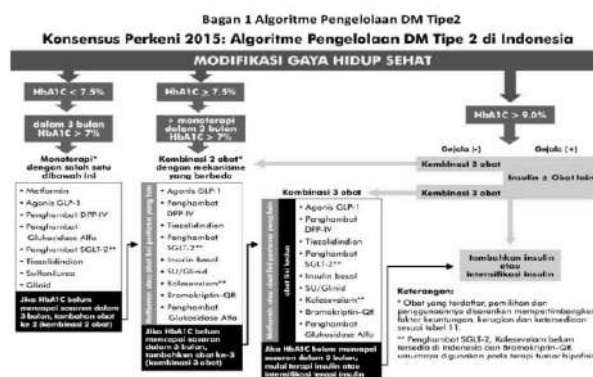 Bagan 1 Algoritme Pengelolaan DM Tipe2
Konsensus Perkeni 2015: Algoritme Pengelolaan DM Tipe 2 di Indonesia
MODIFIKASI GAYA HIDUP SEHAT
HbA1C < 7.5%
HbA1C ≥ 7.5%
HbA1C > 9.0%
dalam 3 bulan
HbA1C > 7%
+ monoterapi
dalam 3 bulan
HbA1C > 7%
Gejala (-)
Gejala (+)
Monoterapi*
dengan salah satu
dibawah ini
Kombinasi 2 obat*
dengan mekanisme
yang berbeda
Kombinasi 2 obat
Kombinasi 3 obat
Insulin ± Obat lain
Kombinasi 3 obat
• Metformin
• Agonis GLP-1
• Penghambat DPP-IV
• Penghambat
Glukosidase Alfa
• Penghambat SGLT-2**
• Tiazolidindion
• Sulfonilurea
• Glinid
Jika HbA1C belum
mencapai sasaran dalam
3 bulan, tambahkan obat
ke 2 (kombinasi 2 obat)
• Agonis GLP-1
• Penghambat
DPP-IV
• Tiazolidindion
• Penghambat
SGLT-2**
• Insulin basal
• SU/Glinid
• Kolesevelam**
• Bromokriptin-QR
• Penghambat
Glukosidase Alfa
Jika HbA1C belum
mencapai sasaran
dalam 3 bulan,
tambahkan obat ke-3
(kombinasi 3 obat)
obat lini kedua
• Agonis GLP-1
• Penghambat
DPP-IV
• Tiazolidindion
• Penghambat
SGLT-2**
• Insulin basal
• SU/Glinid
• Kolesevelam**
• Bromokriptin-QR
• Penghambat
Glukosidase Alfa
Jika HbA1C belum mencapai
sasaran dalam 3 bulan,
mulai terapi insulin atau
intensifikasi terapi insulin
tambahkan insulin
atau
intensifikasi insulin
Keterangan:
* Obat yang terdaftar, pemilihan dan
penggunaannya disarankan mempertimbangkan
faktor keuntungan, kerugian dan ketersediaan
sesuai tabel 11.
** Penghambat SGLT-2, Kolesevelam belum
tersedia di Indonesia dan Bromokriptin-QR
umumnya digunakan pada terapi tumor hipofisis